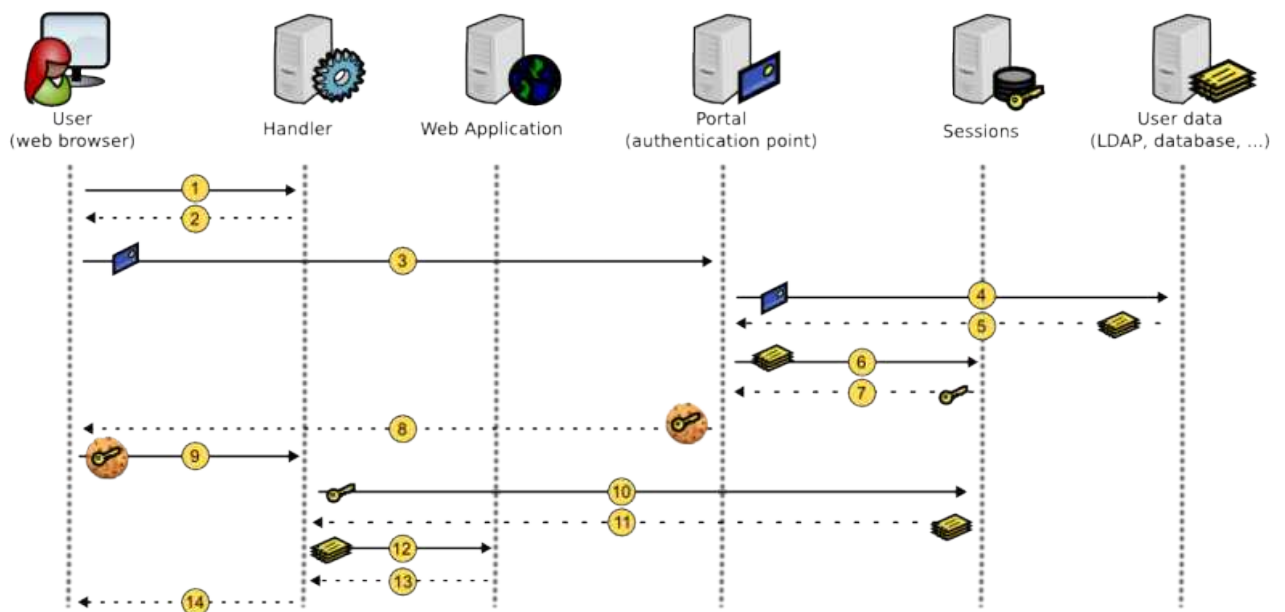 User
(web browser)
Handler
Web Application
Portal
(authentication point)
Sessions
User data
(LDAP, database, ...)
1
2
3
4
5
6
7
8
9
10
11
12
13
14